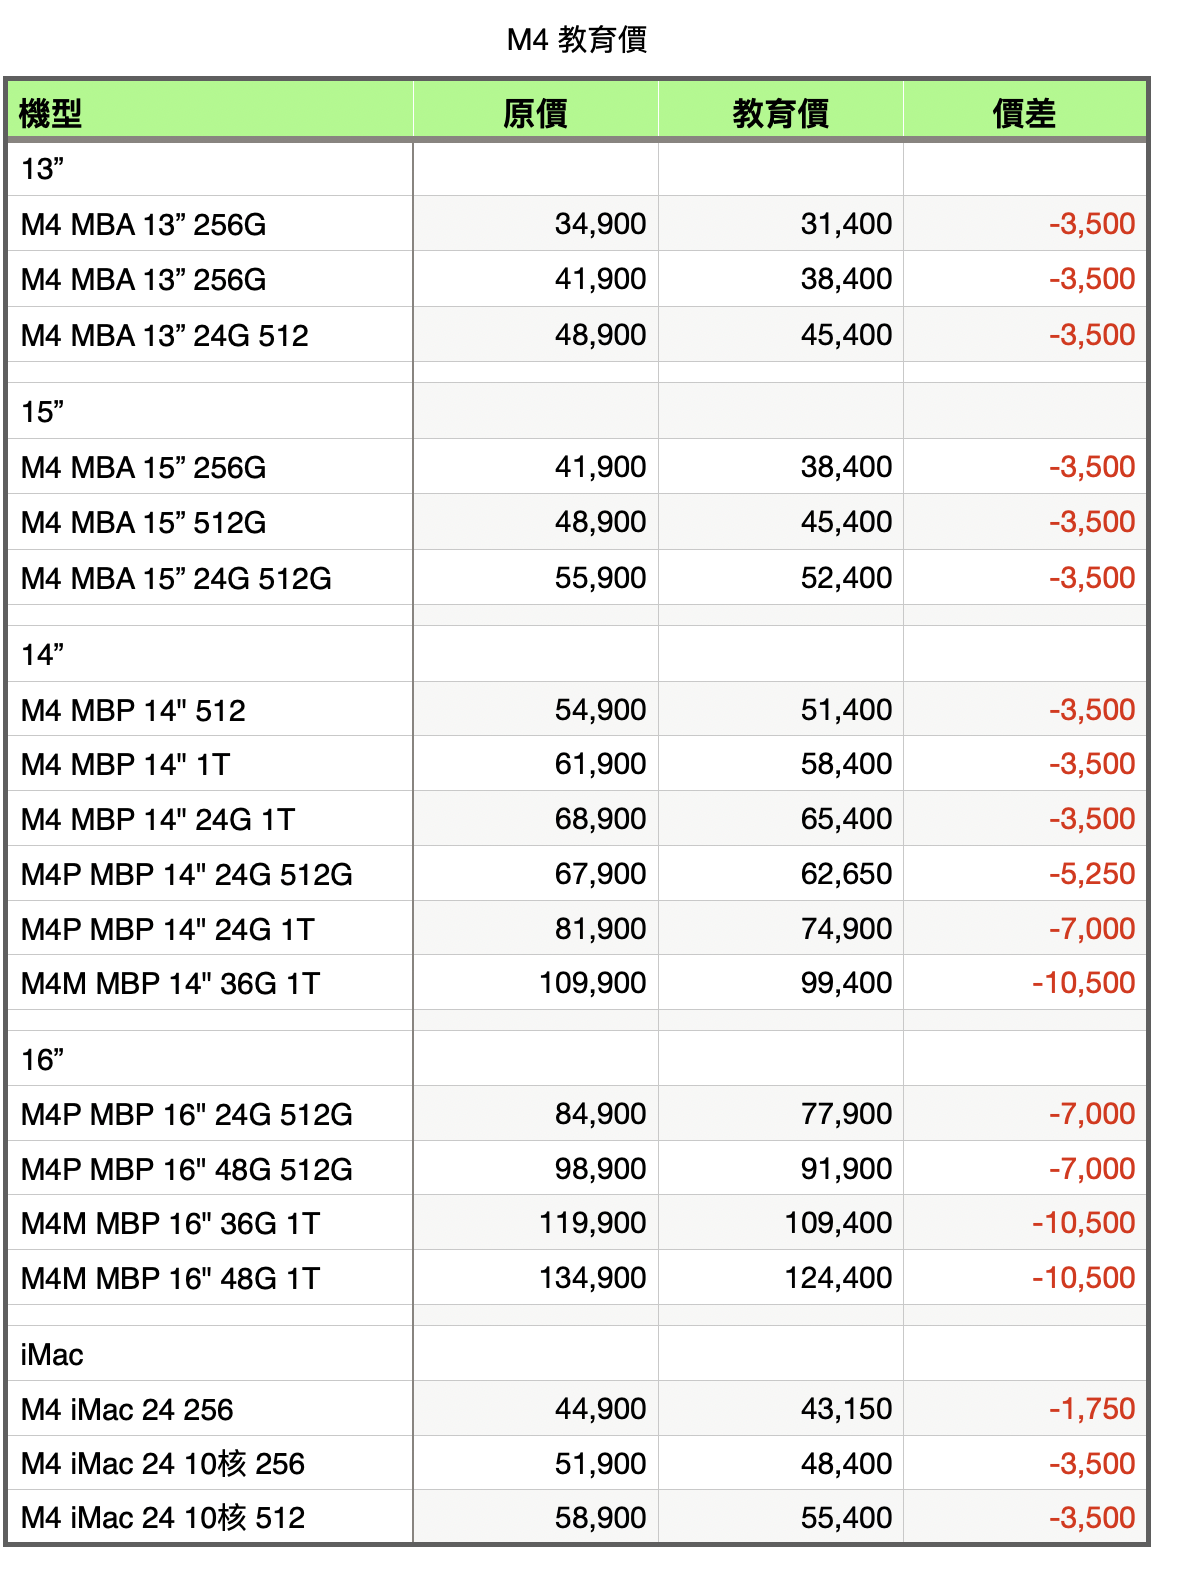 M4 教育價
機型 原價 教育價 價差
13”
M4 MBA 13” 256G 34,900 31,400 -3,500
M4 MBA 13” 256G 41,900 38,400 -3,500
M4 MBA 13” 24G 512 48,900 45,400 -3,500
15”
M4 MBA 15” 256G 41,900 38,400 -3,500
M4 MBA 15” 512G 48,900 45,400 -3,500
M4 MBA 15” 24G 512G 55,900 52,400 -3,500
14”
M4 MBP 14" 512 54,900 51,400 -3,500
M4 MBP 14" 1T 61,900 58,400 -3,500
M4 MBP 14" 24G 1T 68,900 65,400 -3,500
M4P MBP 14" 24G 512G 67,900 62,650 -5,250
M4P MBP 14" 24G 1T 81,900 74,900 -7,000
M4M MBP 14" 36G 1T 109,900 99,400 -10,500
16”
M4P MBP 16" 24G 512G 84,900 77,900 -7,000
M4P MBP 16" 48G 512G 98,900 91,900 -7,000
M4M MBP 16" 36G 1T 119,900 109,400 -10,500
M4M MBP 16" 48G 1T 134,900 124,400 -10,500
iMac
M4 iMac 24 256 44,900 43,150 -1,750
M4 iMac 24 10核 256 51,900 48,400 -3,500
M4 iMac 24 10核 512 58,900 55,400 -3,500